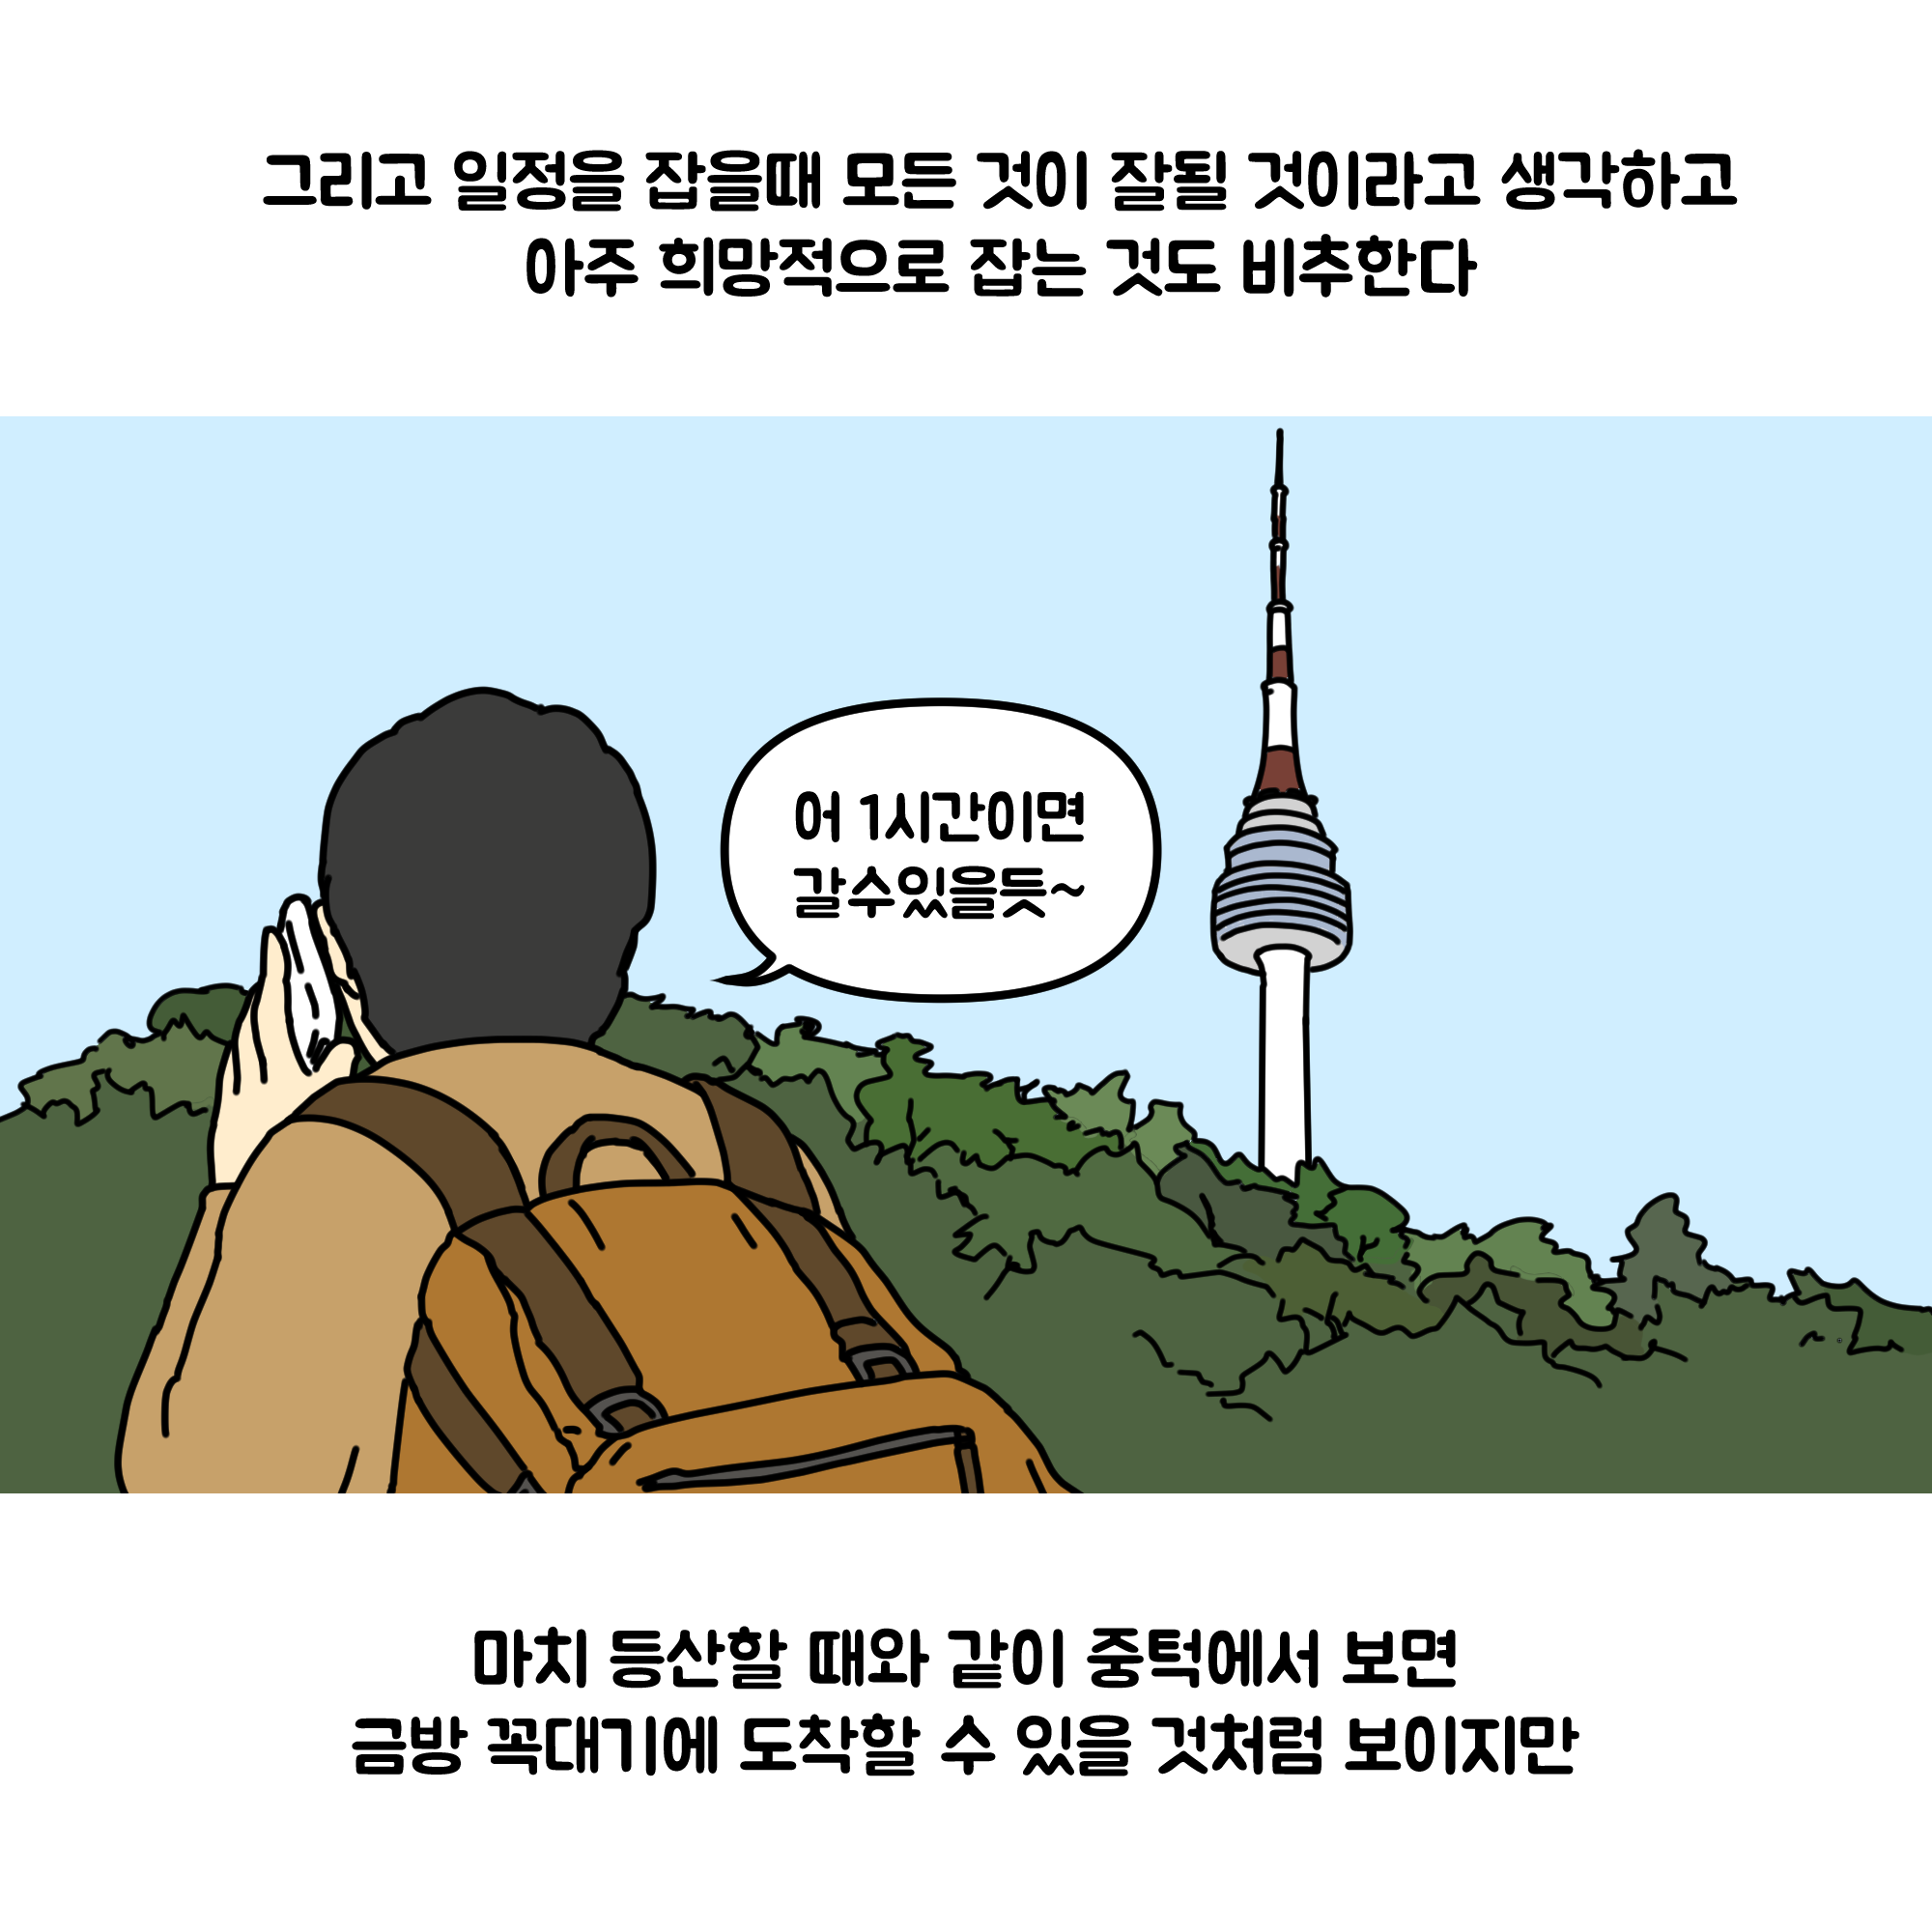 그리고 일정을 잡을때 모든 것이 잘될 것이라고 생각하고
아주 희망적으로 잡는 것도 비추한다
어 1시간이면
갈수있을듯~
마치 등산할 때와 같이 중턱에서 보면
금방 꼭대기에 도착할 수 있을 것처럼 보이지만